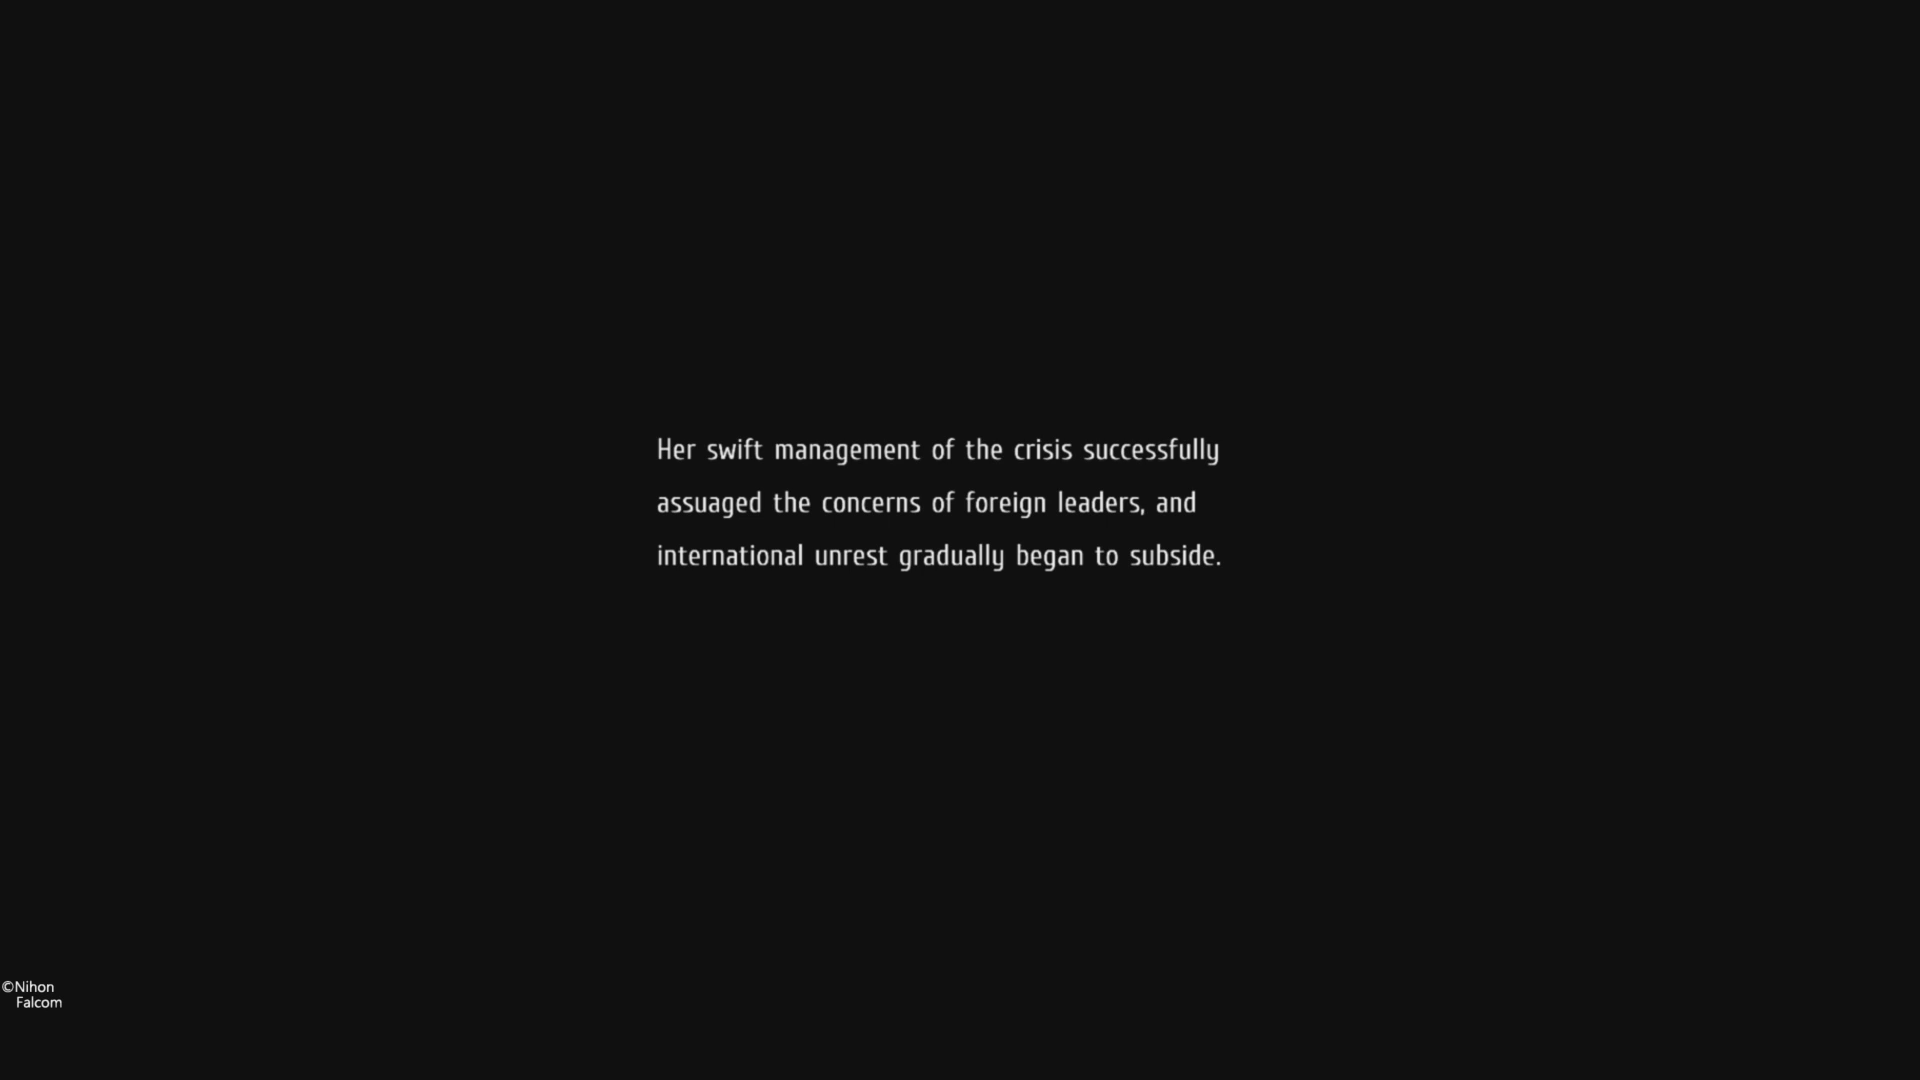 Her swift management of the crisis successfully
assuaged the concerns of foreign leaders, and
international unrest gradually began to subside.
©Nihon
Falcom